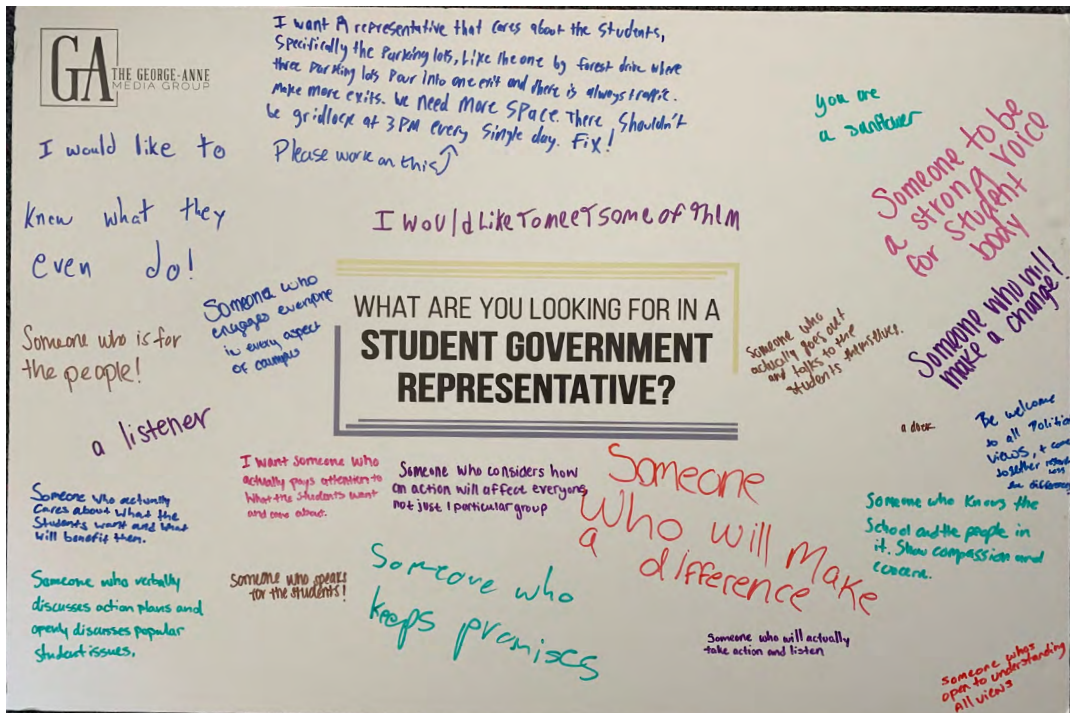 GA THE GEORGE-ANNE
MEDIA GROUP
I want A representative that cares about the Students,
Specifically the Parking lots, Like the one by forest drive where
three parking lots Pour into one exit and there is always traffic.
Make more exits. We need More SPace. There Shouldn't
be gridlock at 3PM every Single day. Fix!
Please work on this
you are
a sunflower
Someone to be
a strong voice
for student
body
I would like to
know what they
even do!
I Would Like To meet some of Them
Someone who
engages everyone
in every aspect
of campus
WHAT ARE YOU LOOKING FOR IN A
STUDENT GOVERNMENT
REPRESENTATIVE?
Someone who
actually goes out
and talks to the
students themselves.
Someone who will
make a change!
Someone who is for
the people!
a listener
a dork
Be welcome
to all Politic
views, + come
together
I want someone who
actually pays attention to
what the students want
and care about.
Someone who considers how
an action will affect everyone,
not just 1 particular group
Someone
Who will Make
a difference
Someone who actually
Cares about What the
Students want and what
will benefit them.
Someone who knows the
School and the people in
it. Show compassion and
concern.
Someone who verbally
discusses action plans and
openly discusses popular
student issues.
Someone who speaks
for the students!
Someone who
keeps promises
Someone who will actually
take action and listen
someone whos
open to understanding
All views